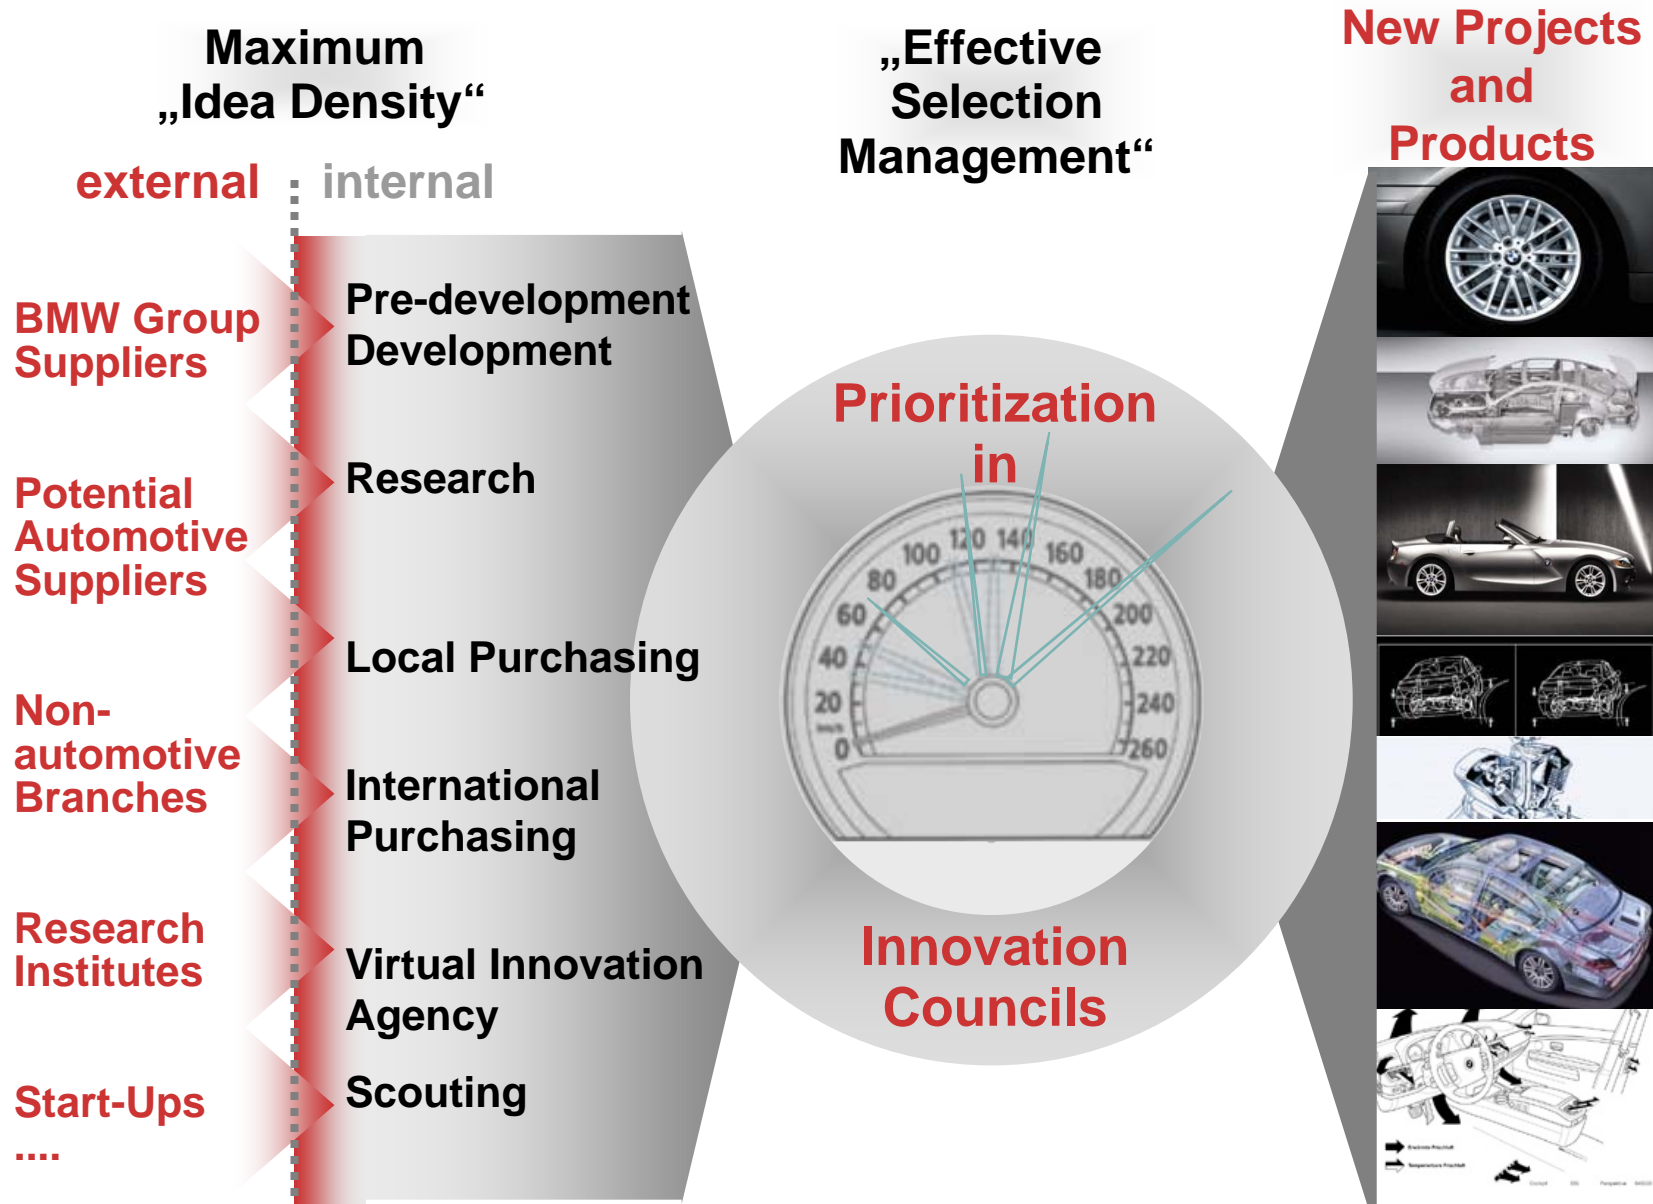 Maximum
„Idea Density“
„Effective
Selection
Management“
New Projects
and
Products
external
internal
BMW Group
Suppliers
Potential
Automotive
Suppliers
Non-
automotive
Branches
Research
Institutes
Start-Ups
....
Pre-development
Development
Research
Local Purchasing
International
Purchasing
Virtual Innovation
Agency
Scouting
Prioritization
in
0
20
40
60
80
100
120
140
160
180
200
220
240
260
Innovation
Councils